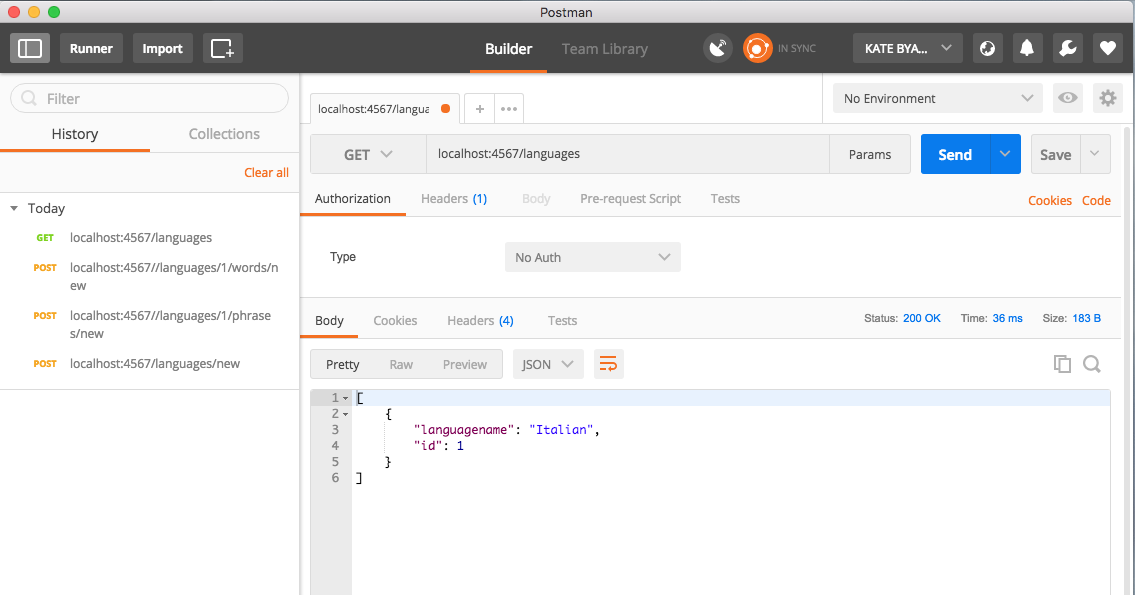 Postman
Runner Import Builder Team Library IN SYNC KATE BYA...
Filter
History Collections
Clear all
Today
GET localhost:4567/languages
POST localhost:4567//languages/1/words/n
ew
POST localhost:4567//languages/1/phrase
s/new
POST localhost:4567/languages/new
localhost:4567/langua + ••• No Environment
GET localhost:4567/languages Params Send Save
Authorization Headers (1) Body Pre-request Script Tests Cookies Code
Type No Auth
Body Cookies Headers (4) Tests Status: 200 OK Time: 36 ms Size: 183 B
Pretty Raw Preview JSON
1 [
2 {
3 "languagename": "Italian",
4 "id": 1
5 }
6 ]